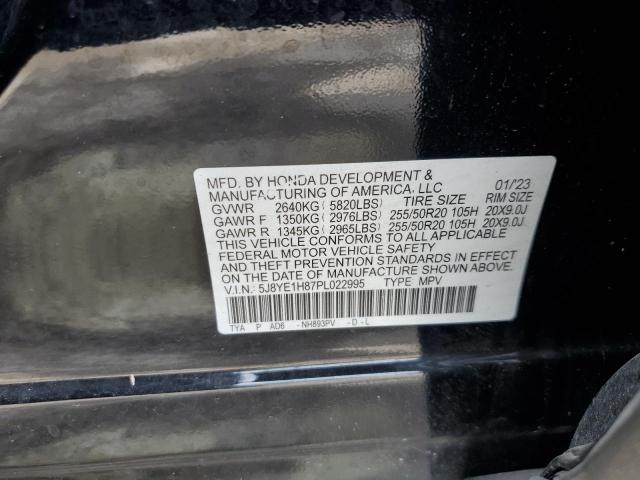 MFD. BY HONDA DEVELOPMENT &
MANUFACTURING OF AMERICA, LLC 01/'23
GVWR 2640KG( 5820LBS) TIRE SIZE RIM SIZE
GAWR F 1350KG( 2976LBS) 255/50R20 105H 20X9.0J
GAWR R 1345KG( 2965LBS) 255/50R20 105H 20X9.0J
THIS VEHICLE CONFORMS TO ALL APPLICABLE
FEDERAL MOTOR VEHICLE SAFETY
AND THEFT PREVENTION STANDARDS IN EFFECT
ON THE DATE OF MANUFACTURE SHOWN ABOVE.
V.I.N.: 5J8YE1H87PL022995 TYPE: MPV
TYA P AD6 -NH893PV -D-L